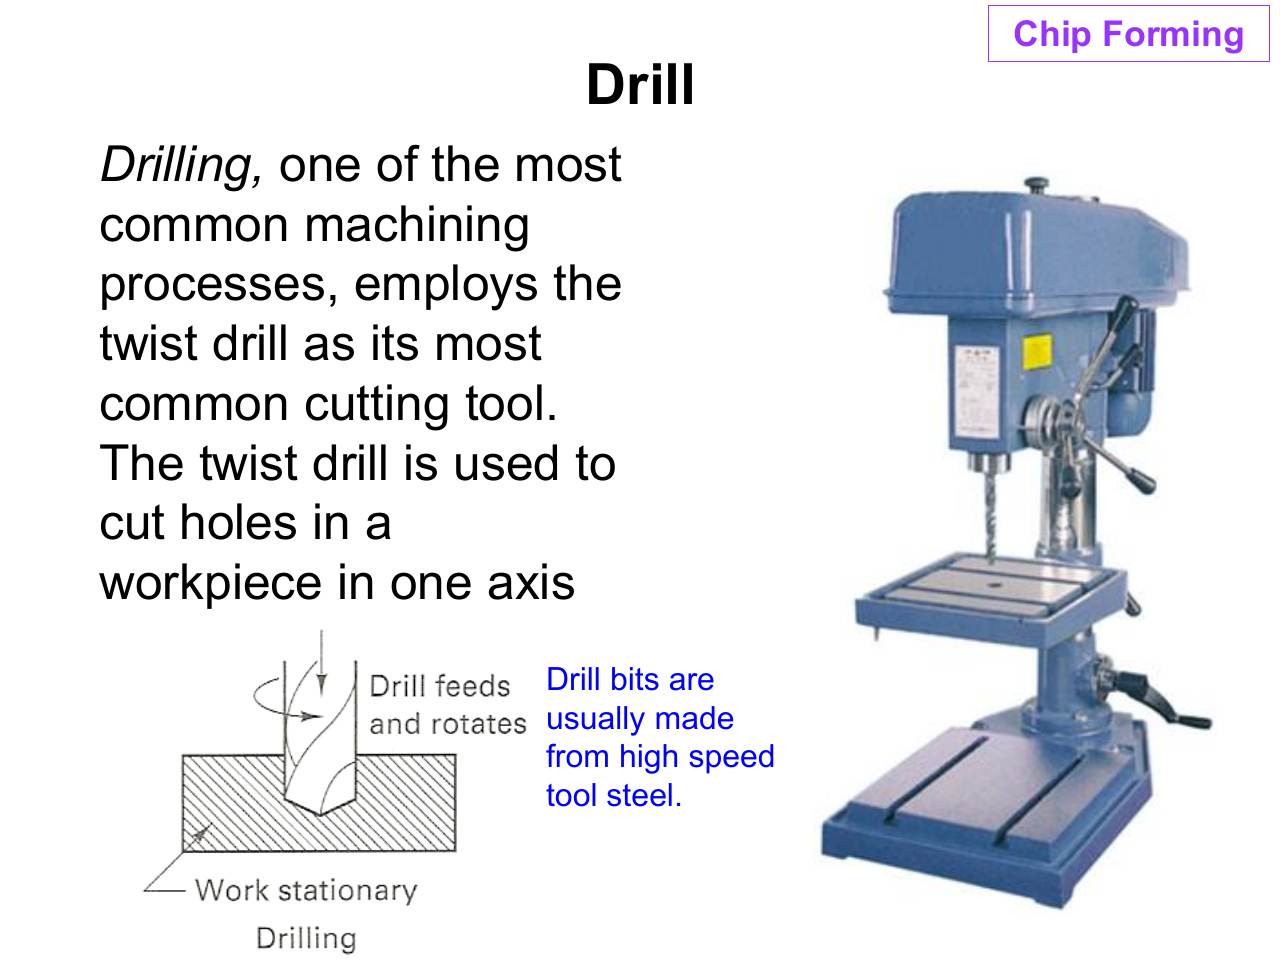 Chip Forming
Drill
Drilling, one of the most
common machining
processes, employs the
twist drill as its most
common cutting tool.
The twist drill is used to
cut holes in a
workpiece in one axis
Drill feeds
and rotates
Drill bits are
usually made
from high speed
tool steel.
Work stationary
Drilling